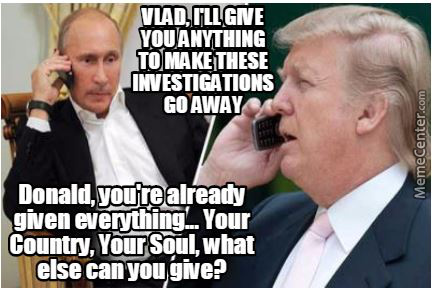 VLAD, I'LL GIVE
YOU ANYTHING
TO MAKE THESE
INVESTIGATIONS
GO AWAY
Donald, you're already
given everything... Your
Country, Your Soul, what
else can you give?
MemeCenter.com